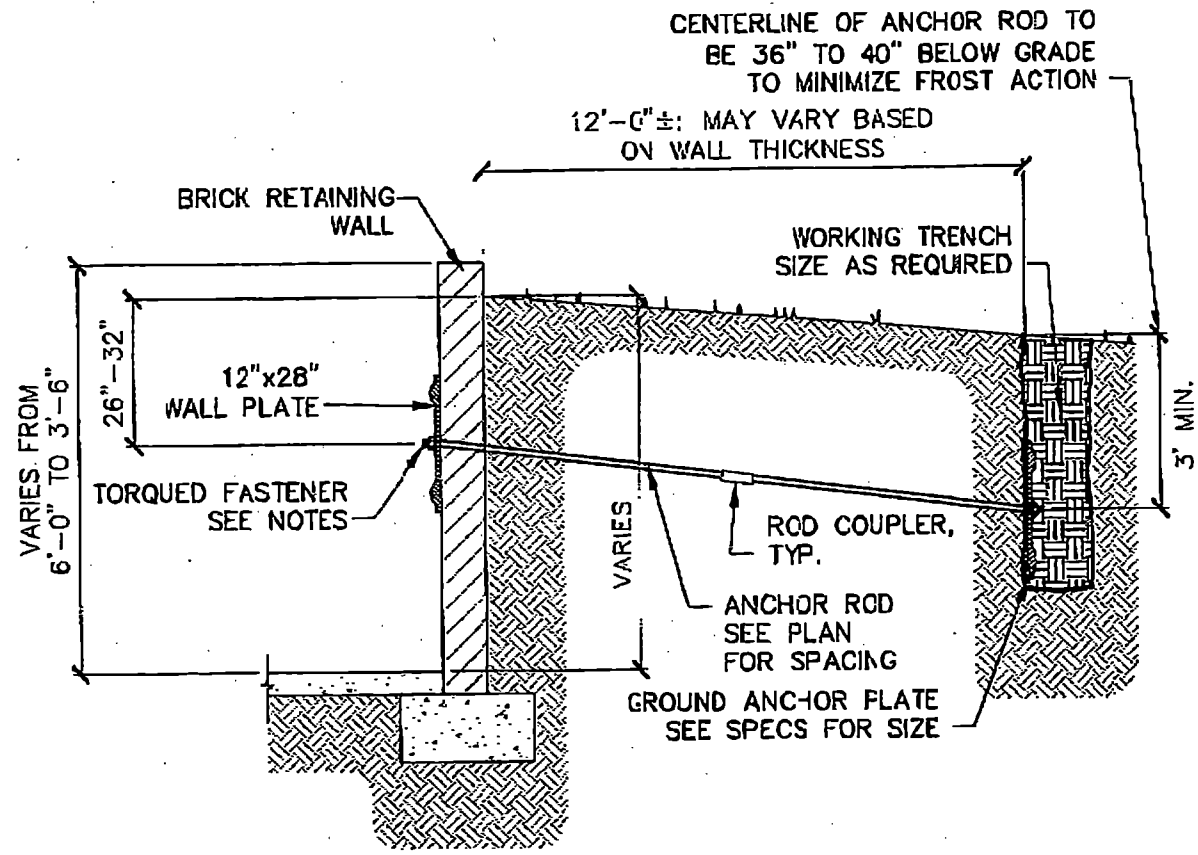 CENTERLINE OF ANCHOR ROD TO
BE 36" TO 40" BELOW GRADE
TO MINIMIZE FROST ACTION
12'-0"±: MAY VARY BASED
ON WALL THICKNESS
BRICK RETAINING
WALL
WORKING TRENCH
SIZE AS REQUIRED
VARIES FROM
6'-0" TO 3'-6"
26"-32"
12"x28"
WALL PLATE
TORQUED FASTENER
SEE NOTES
VARIES
ROD COUPLER,
TYP.
3' MIN.
ANCHOR ROD
SEE PLAN
FOR SPACING
GROUND ANCHOR PLATE
SEE SPECS FOR SIZE